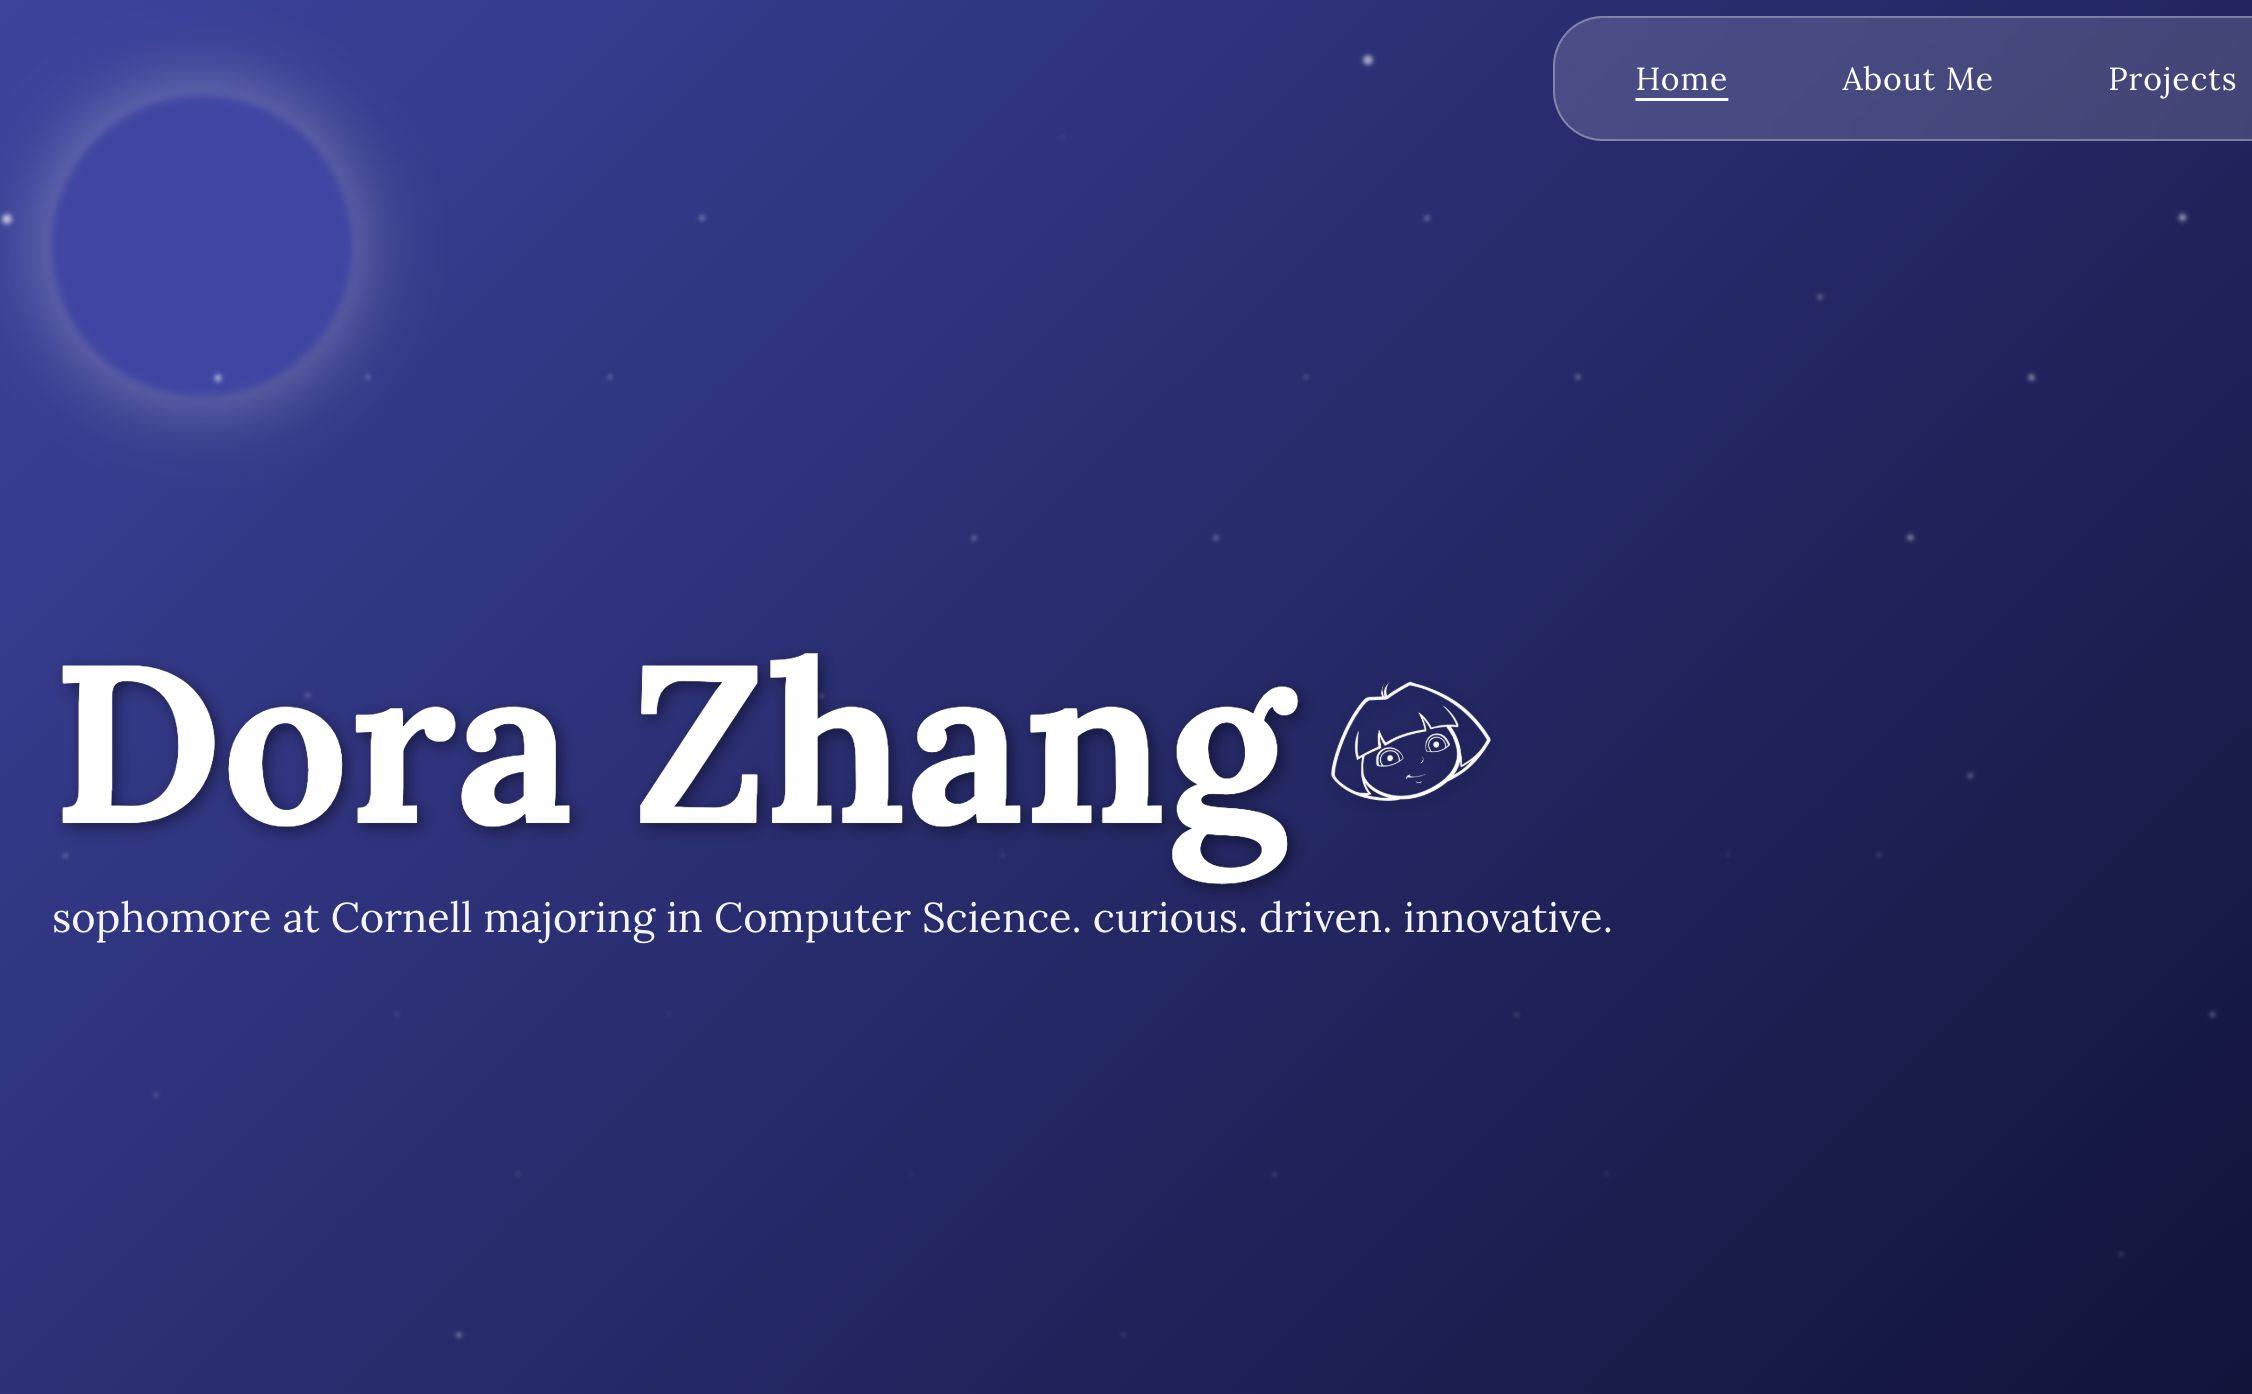 Home About Me Projects
Dora Zhang
sophomore at Cornell majoring in Computer Science. curious. driven. innovative.